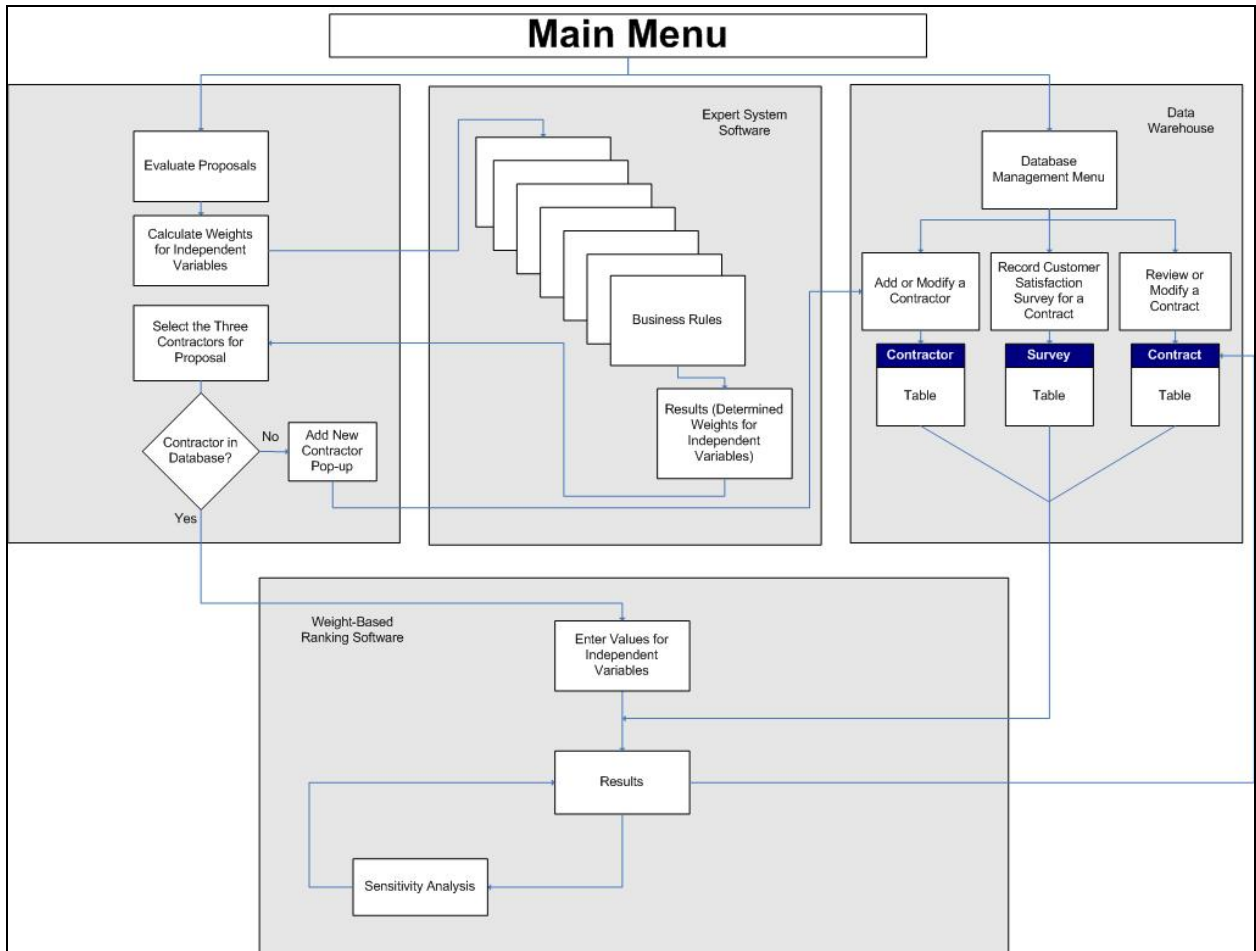 Main Menu
Evaluate Proposals
Calculate Weights
for Independent
Variables
Select the Three
Contractors for
Proposal
Contractor in
Database?
No
Yes
Add New
Contractor
Pop-up
Expert System
Software
Business Rules
Results (Determined
Weights for
Independent
Variables)
Data
Warehouse
Database
Management Menu
Add or Modify a
Contractor
Record Customer
Satisfaction
Survey for a
Contract
Review or
Modify a
Contract
Contractor
Table
Survey
Table
Contract
Table
Weight-Based
Ranking Software
Enter Values for
Independent
Variables
Results
Sensitivity Analysis